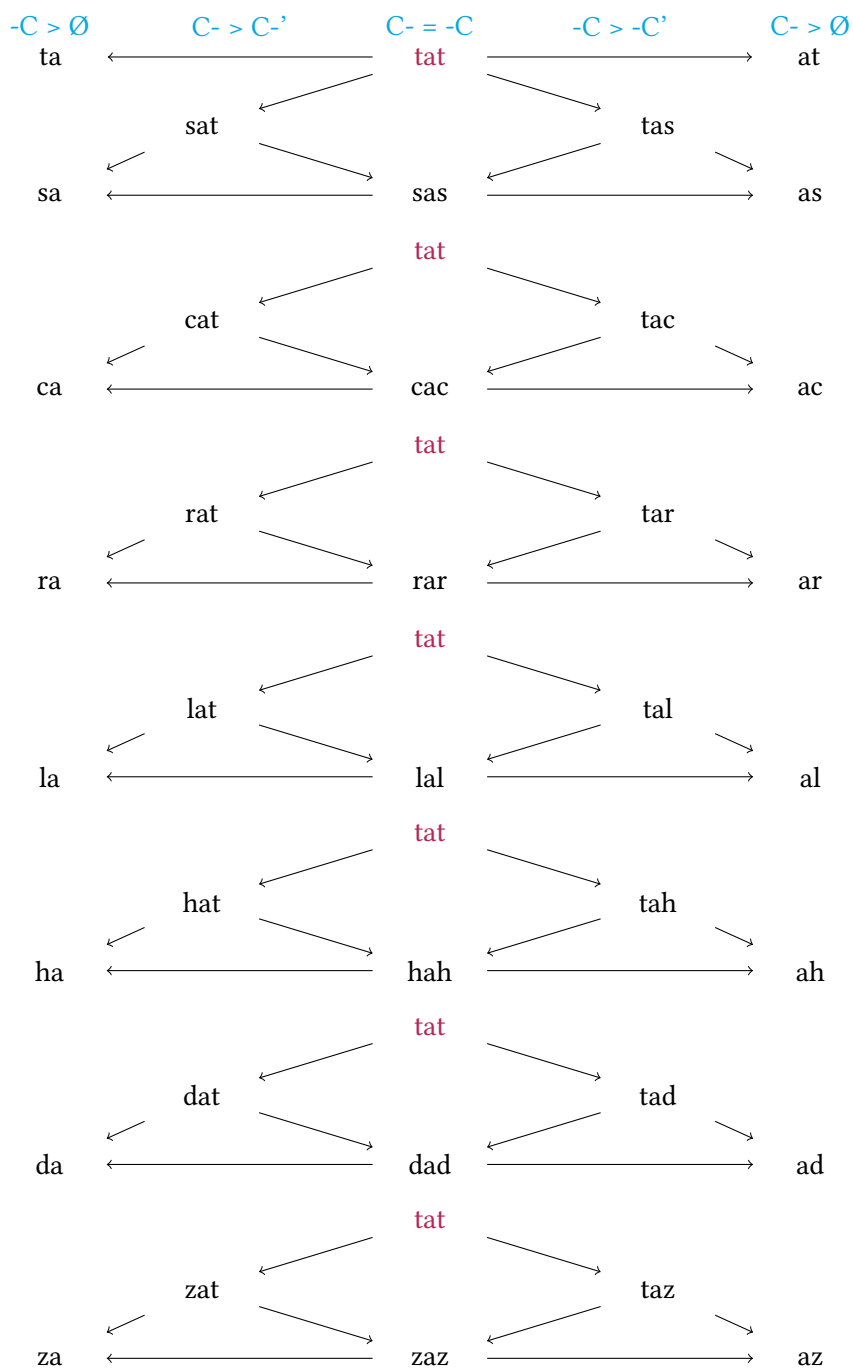 -C > Ø C- > C-’ C- = -C -C > -C’ C- > Ø
ta tat at
sat tas
sa sas as
tat
cat tac
ca cac ac
tat
rat tar
ra rar ar
tat
lat tal
la lal al
tat
hat tah
ha hah ah
tat
dat tad
da dad ad
tat
zat taz
za zaz az